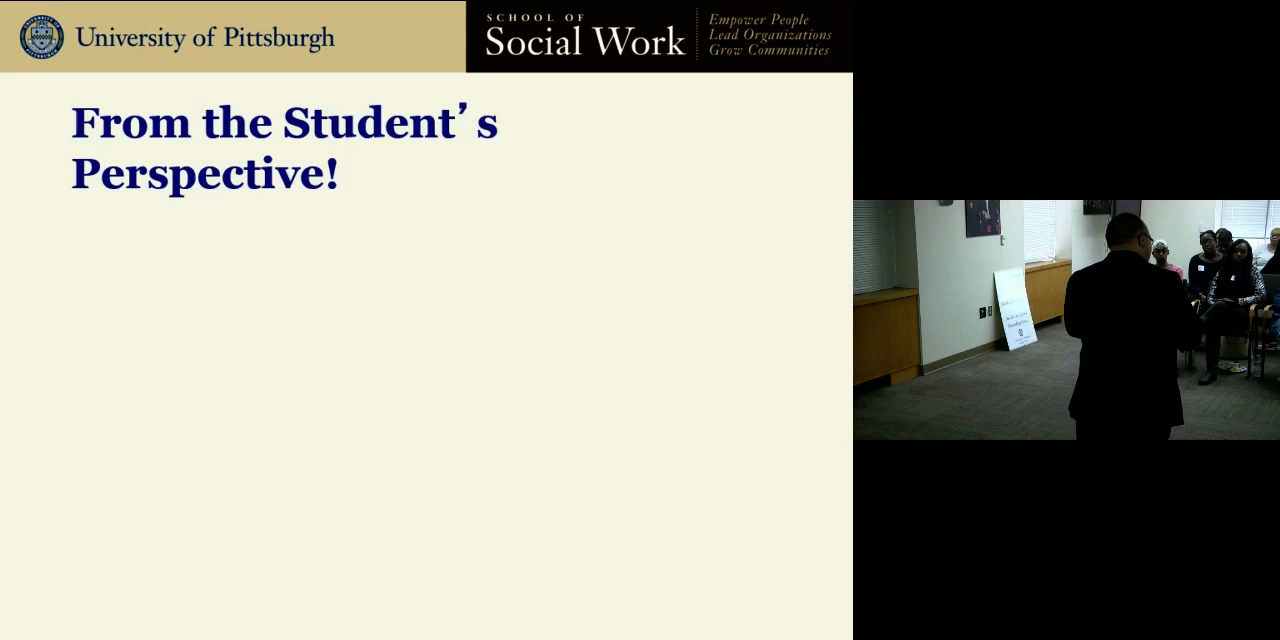 University of Pittsburgh
SCHOOL OF
Social Work
Empower People
Lead Organizations
Grow Communities
From the Student’s
Perspective!